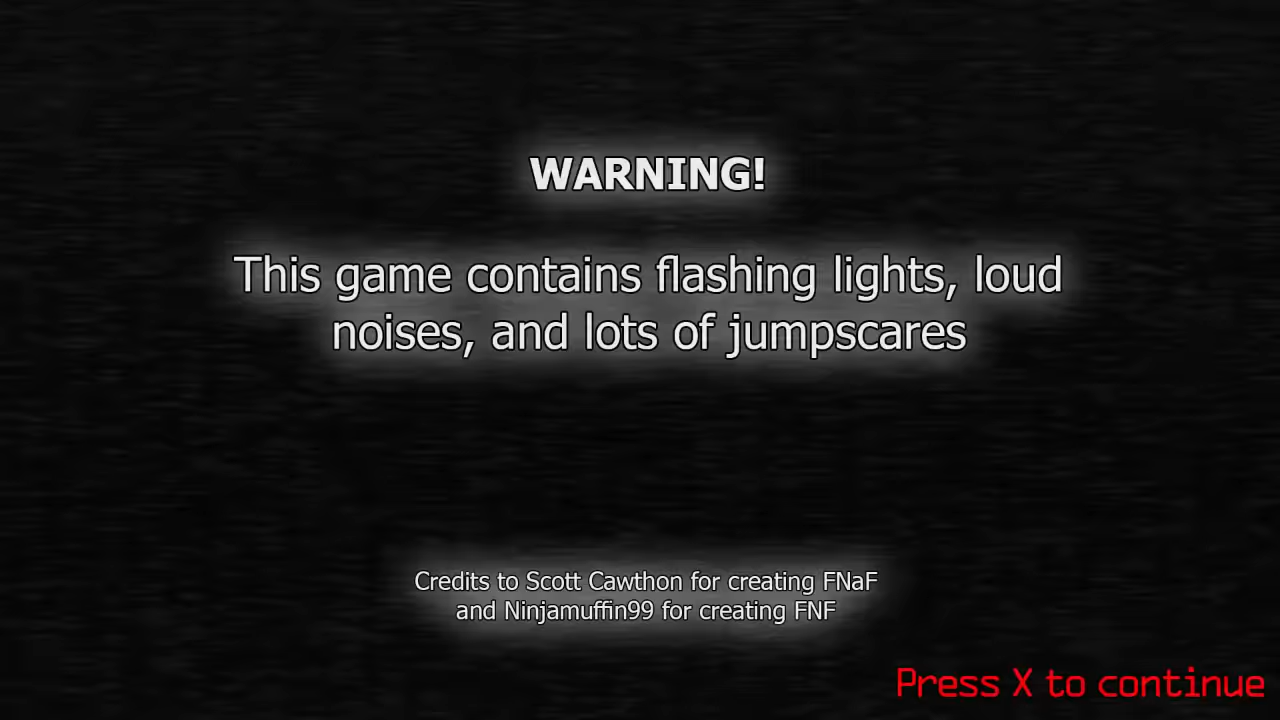 WARNING!
This game contains flashing lights, loud
noises, and lots of jumpscares
Credits to Scott Cawthon for creating FNaF
and Ninjamuffin99 for creating FNF
Press X to continue